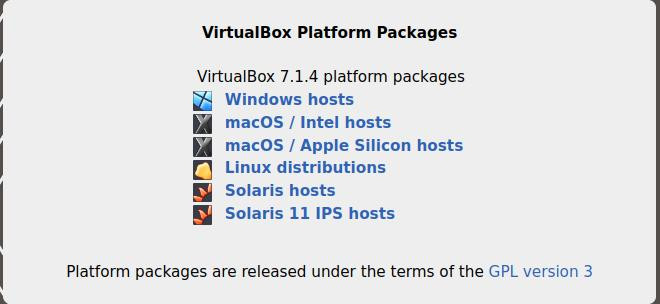 VirtualBox Platform Packages
VirtualBox 7.1.4 platform packages
Windows hosts
macOS / Intel hosts
macOS / Apple Silicon hosts
Linux distributions
Solaris hosts
Solaris 11 IPS hosts
Platform packages are released under the terms of the GPL version 3